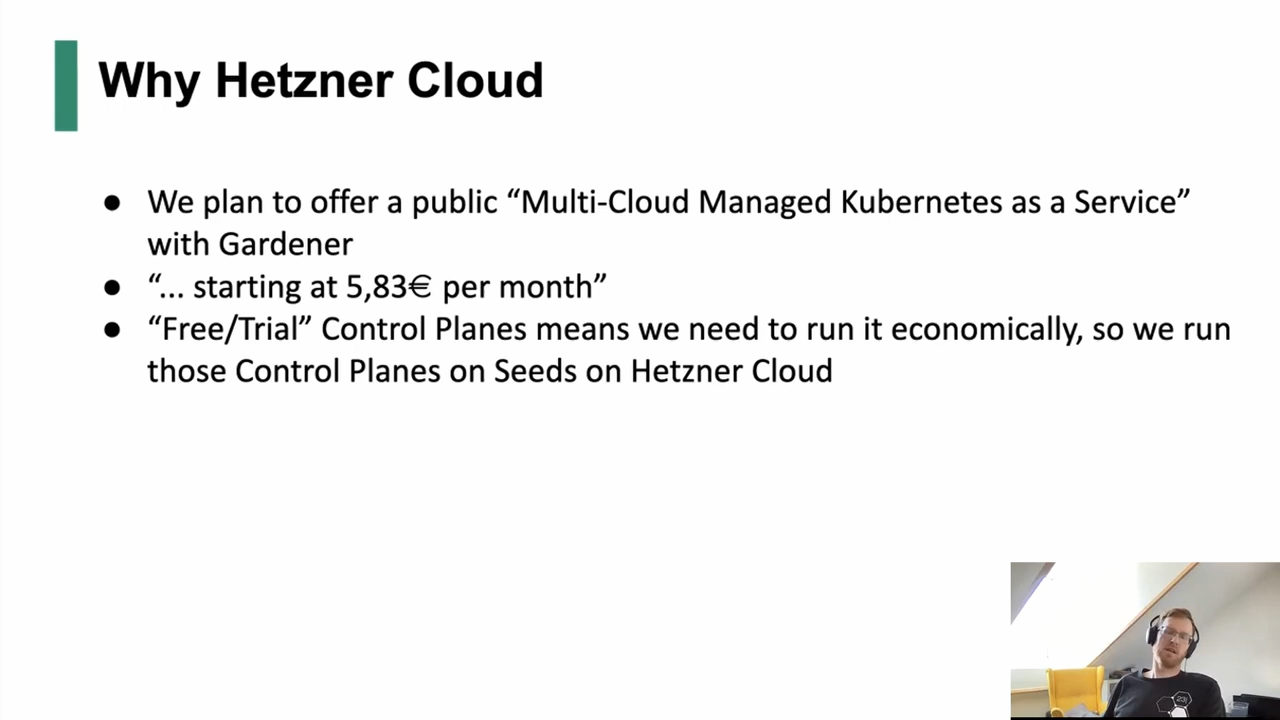 Why Hetzner Cloud
● We plan to offer a public “Multi-Cloud Managed Kubernetes as a Service”
with Gardener
● “... starting at 5,83€ per month”
● “Free/Trial” Control Planes means we need to run it economically, so we run
those Control Planes on Seeds on Hetzner Cloud
23|